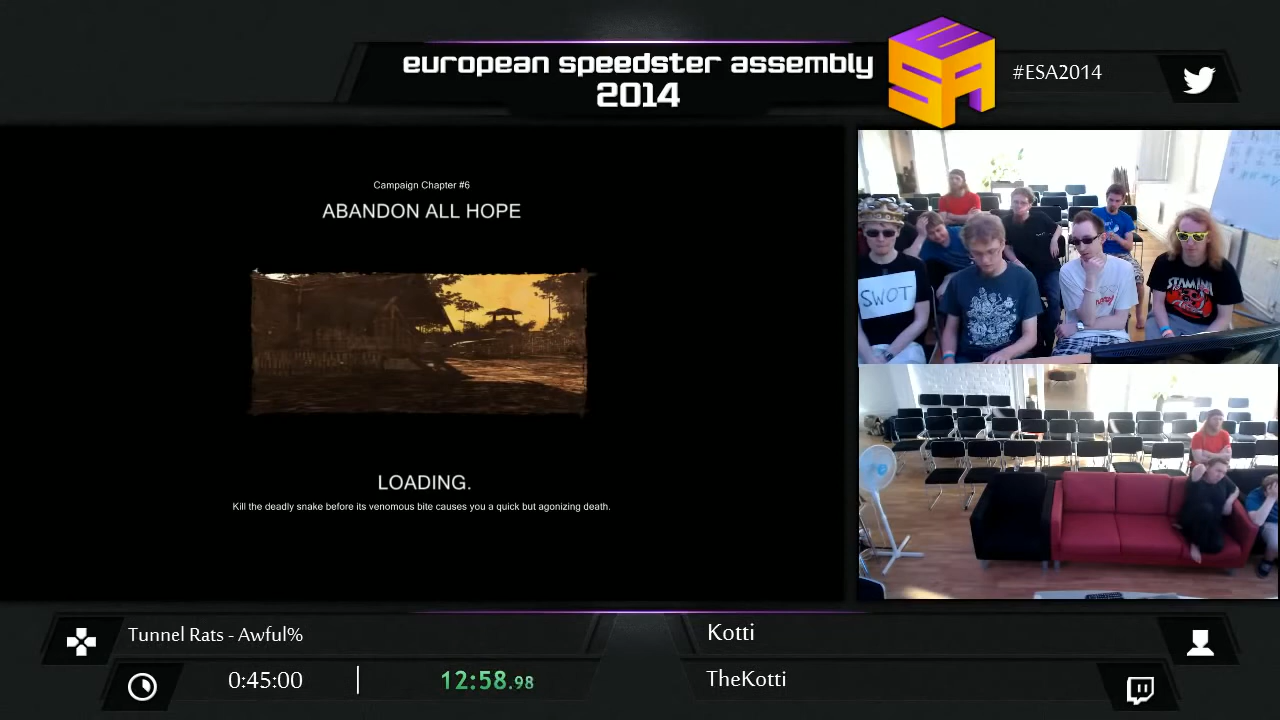 european speedster assembly
2014
ESA
#ESA2014
Campaign Chapter #6
ABANDON ALL HOPE
LOADING.
Kill the deadly snake before its venomous bite causes you a quick but agonizing death.
SWOT
STAMINA
Tunnel Rats - Awful%
0:45:00
12:58.98
Kotti
TheKotti